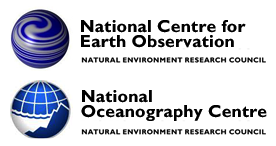 National Centre for
Earth Observation
NATURAL ENVIRONMENT RESEARCH COUNCIL
National
Oceanography Centre
NATURAL ENVIRONMENT RESEARCH COUNCIL